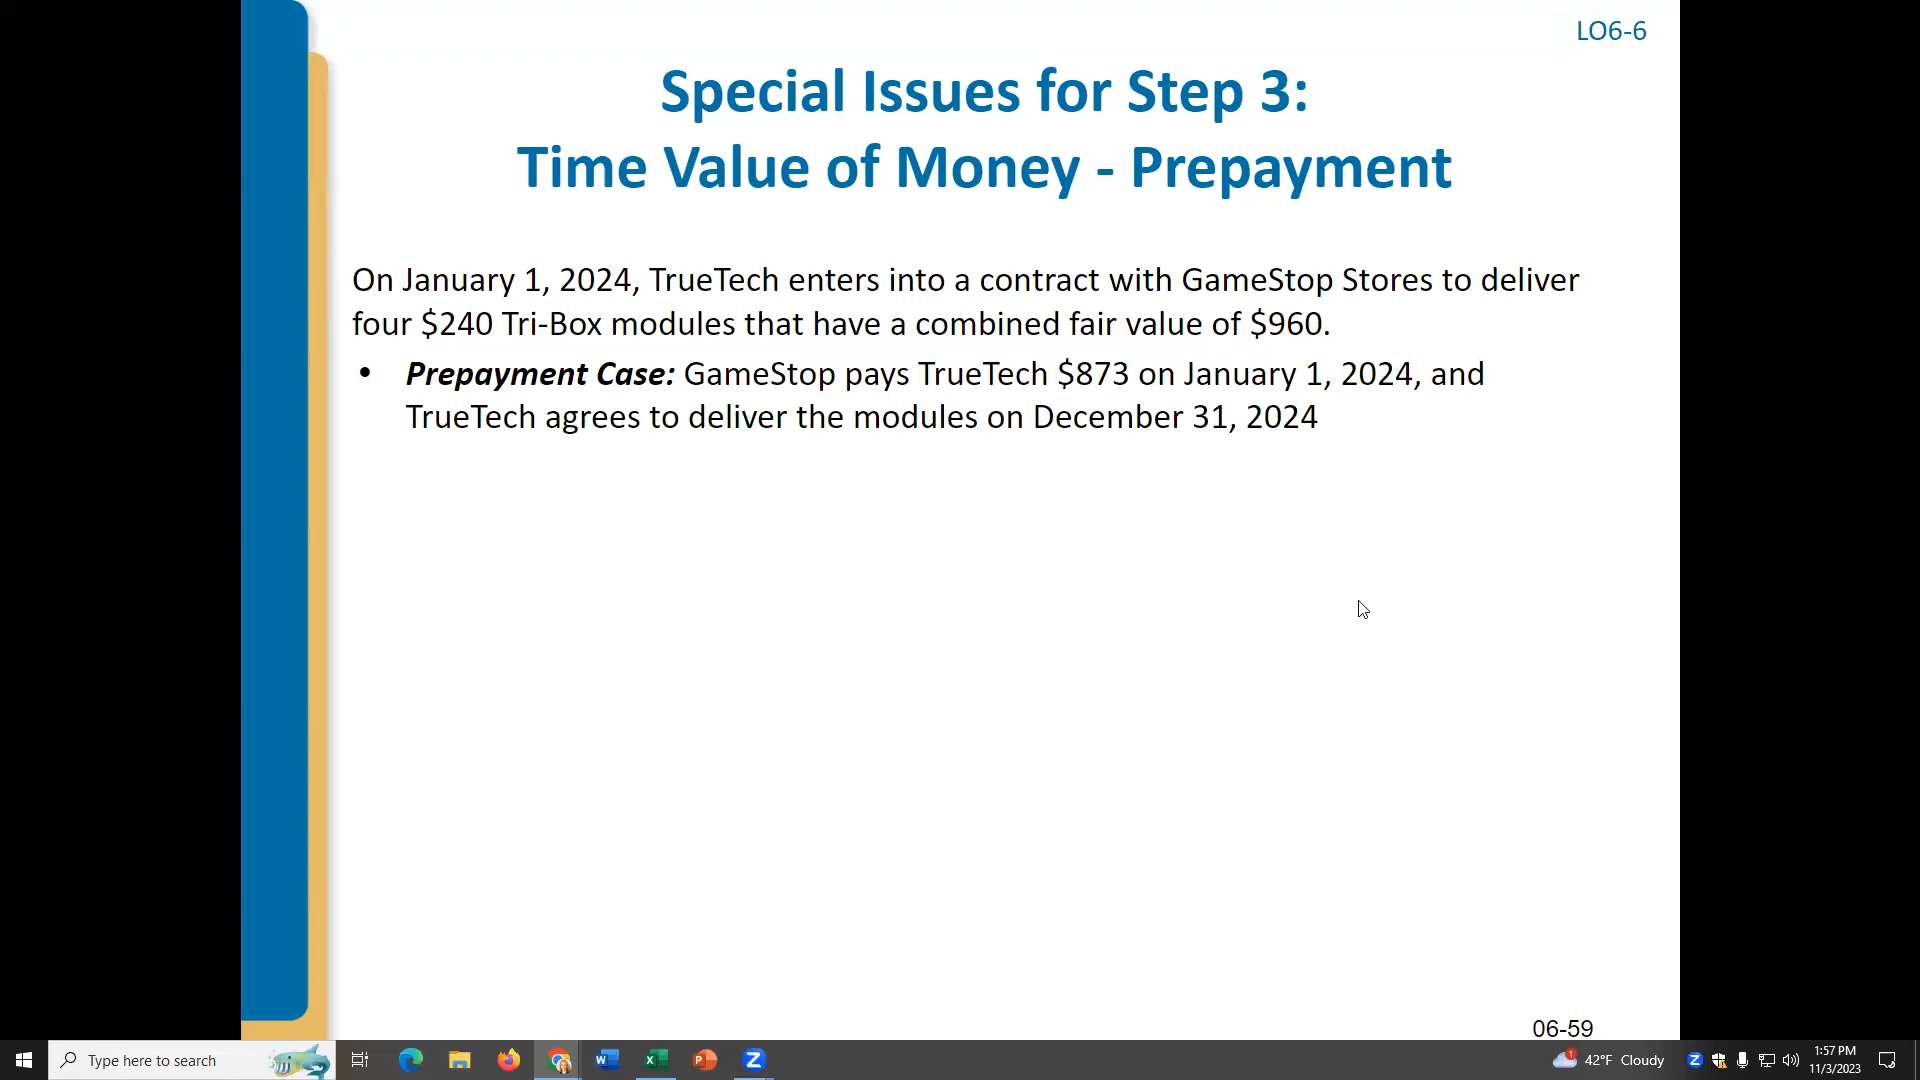 LO6-6
Special Issues for Step 3:
Time Value of Money - Prepayment
On January 1, 2024, TrueTech enters into a contract with GameStop Stores to deliver
four $240 Tri-Box modules that have a combined fair value of $960.
• Prepayment Case: GameStop pays TrueTech $873 on January 1, 2024, and
TrueTech agrees to deliver the modules on December 31, 2024
06-59
Type here to search
42°F Cloudy
1:57 PM
11/3/2023